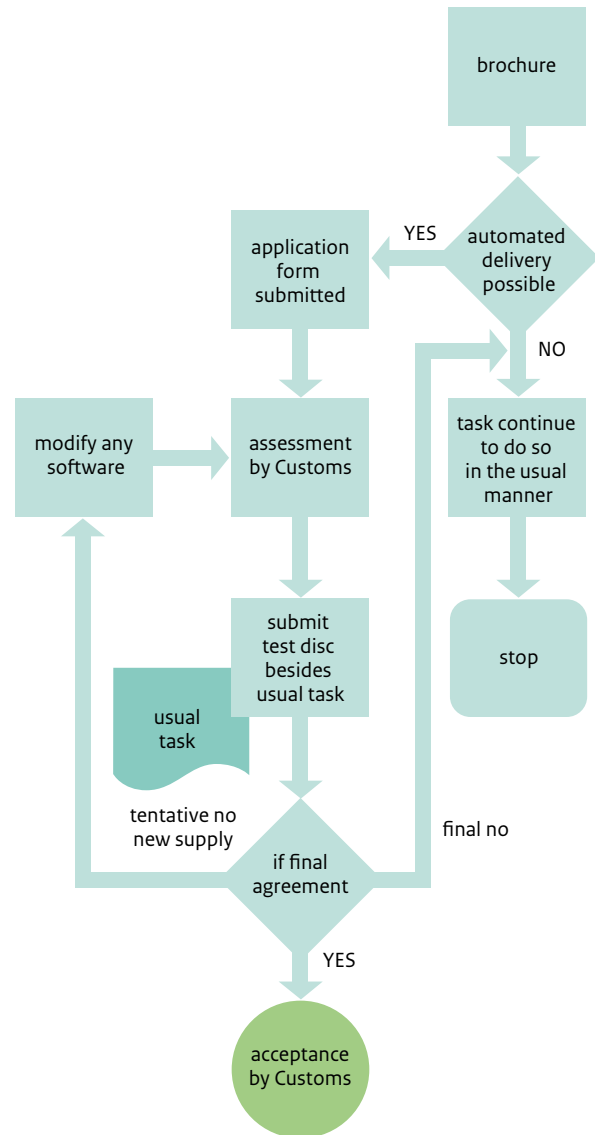 brochure
automated
delivery
possible
YES
application
form
submitted
NO
modify any
software
assessment
by Customs
task continue
to do so
in the usual
manner
submit
test disc
besides
usual task
stop
usual
task
tentative no
new supply
final no
if final
agreement
YES
acceptance
by Customs